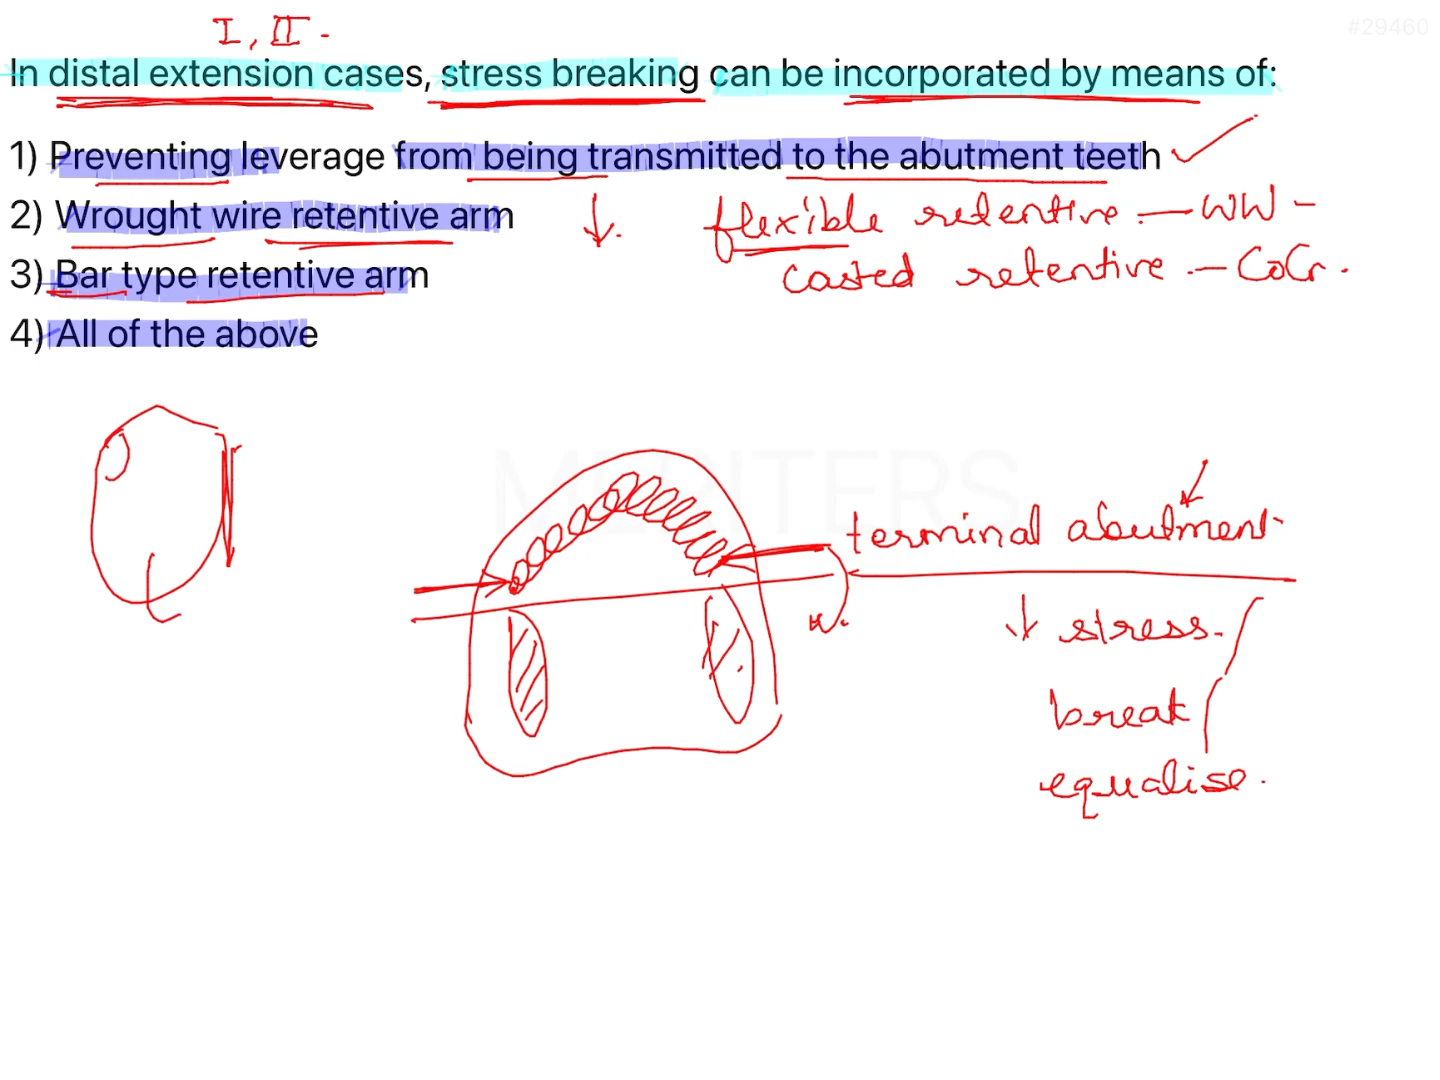 #29460
I, II.
In distal extension cases, stress breaking can be incorporated by means of:
1) Preventing leverage from being transmitted to the abutment teeth
2) Wrought wire retentive arm
flexible retentive - WW -
3) Bar type retentive arm
casted retentive - CoCr.
4) All of the above
terminal abutment
stress.
break
equalise.